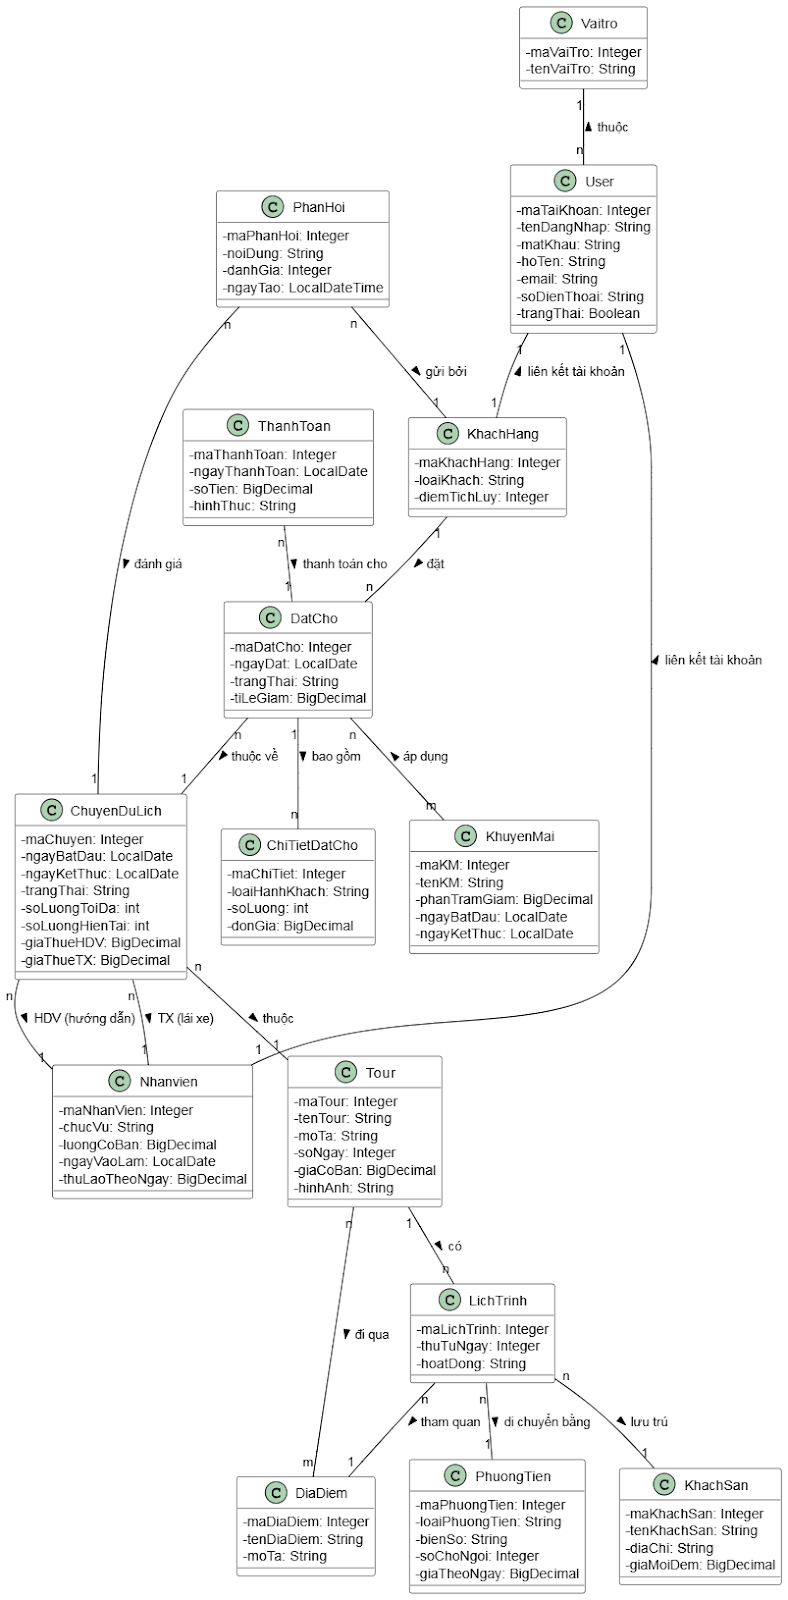 C Vaitro
-maVaiTro: Integer
-tenVaiTro: String
1
thuộc
n
C User
-maTaiKhoan: Integer
-tenDangNhap: String
-matKhau: String
-hoTen: String
-email: String
-soDienThoai: String
-trangThai: Boolean
C PhanHoi
-maPhanHoi: Integer
-noiDung: String
-danhGia: Integer
-ngayTao: LocalDateTime
n
n
1
1
gửi bởi
liên kết tài khoản
1
1
C ThanhToan
-maThanhToan: Integer
-ngayThanhToan: LocalDate
-soTien: BigDecimal
-hinhThuc: String
C KhachHang
-maKhachHang: Integer
-loaiKhach: String
-diemTichLuy: Integer
n
1
đánh giá
thanh toán cho
đặt
1
n
C DatCho
-maDatCho: Integer
-ngayDat: LocalDate
-trangThai: String
-tiLeGiam: BigDecimal
liên kết tài khoản
n
1
n
thuộc về
bao gồm
áp dụng
1
1
n
m
C ChuyenDuLich
-maChuyen: Integer
-ngayBatDau: LocalDate
-ngayKetThuc: LocalDate
-trangThai: String
-soLuongToiDa: int
-soLuongHienTai: int
-giaThueHDV: BigDecimal
-giaThueTX: BigDecimal
C ChiTietDatCho
-maChiTiet: Integer
-loaiHanhKhach: String
-soLuong: int
-donGia: BigDecimal
C KhuyenMai
-maKM: Integer
-tenKM: String
-phanTramGiam: BigDecimal
-ngayBatDau: LocalDate
-ngayKetThuc: LocalDate
n
n
n
HDV (hướng dẫn)
TX (lái xe)
thuộc
1
1
1
1
C Nhanvien
-maNhanVien: Integer
-chucVu: String
-luongCoBan: BigDecimal
-ngayVaoLam: LocalDate
-thuLaoTheoNgay: BigDecimal
C Tour
-maTour: Integer
-tenTour: String
-moTa: String
-soNgay: Integer
-giaCoBan: BigDecimal
-hinhAnh: String
n
1
có
n
C LichTrinh
-maLichTrinh: Integer
-thuTuNgay: Integer
-hoatDong: String
đi qua
n
n
n
tham quan
di chuyển bằng
lưu trú
m
1
1
1
C DiaDiem
-maDiaDiem: Integer
-tenDiaDiem: String
-moTa: String
C PhuongTien
-maPhuongTien: Integer
-loaiPhuongTien: String
-bienSo: String
-soChoNgoi: Integer
-giaTheoNgay: BigDecimal
C KhachSan
-maKhachSan: Integer
-tenKhachSan: String
-diaChi: String
-giaMoiDem: BigDecimal